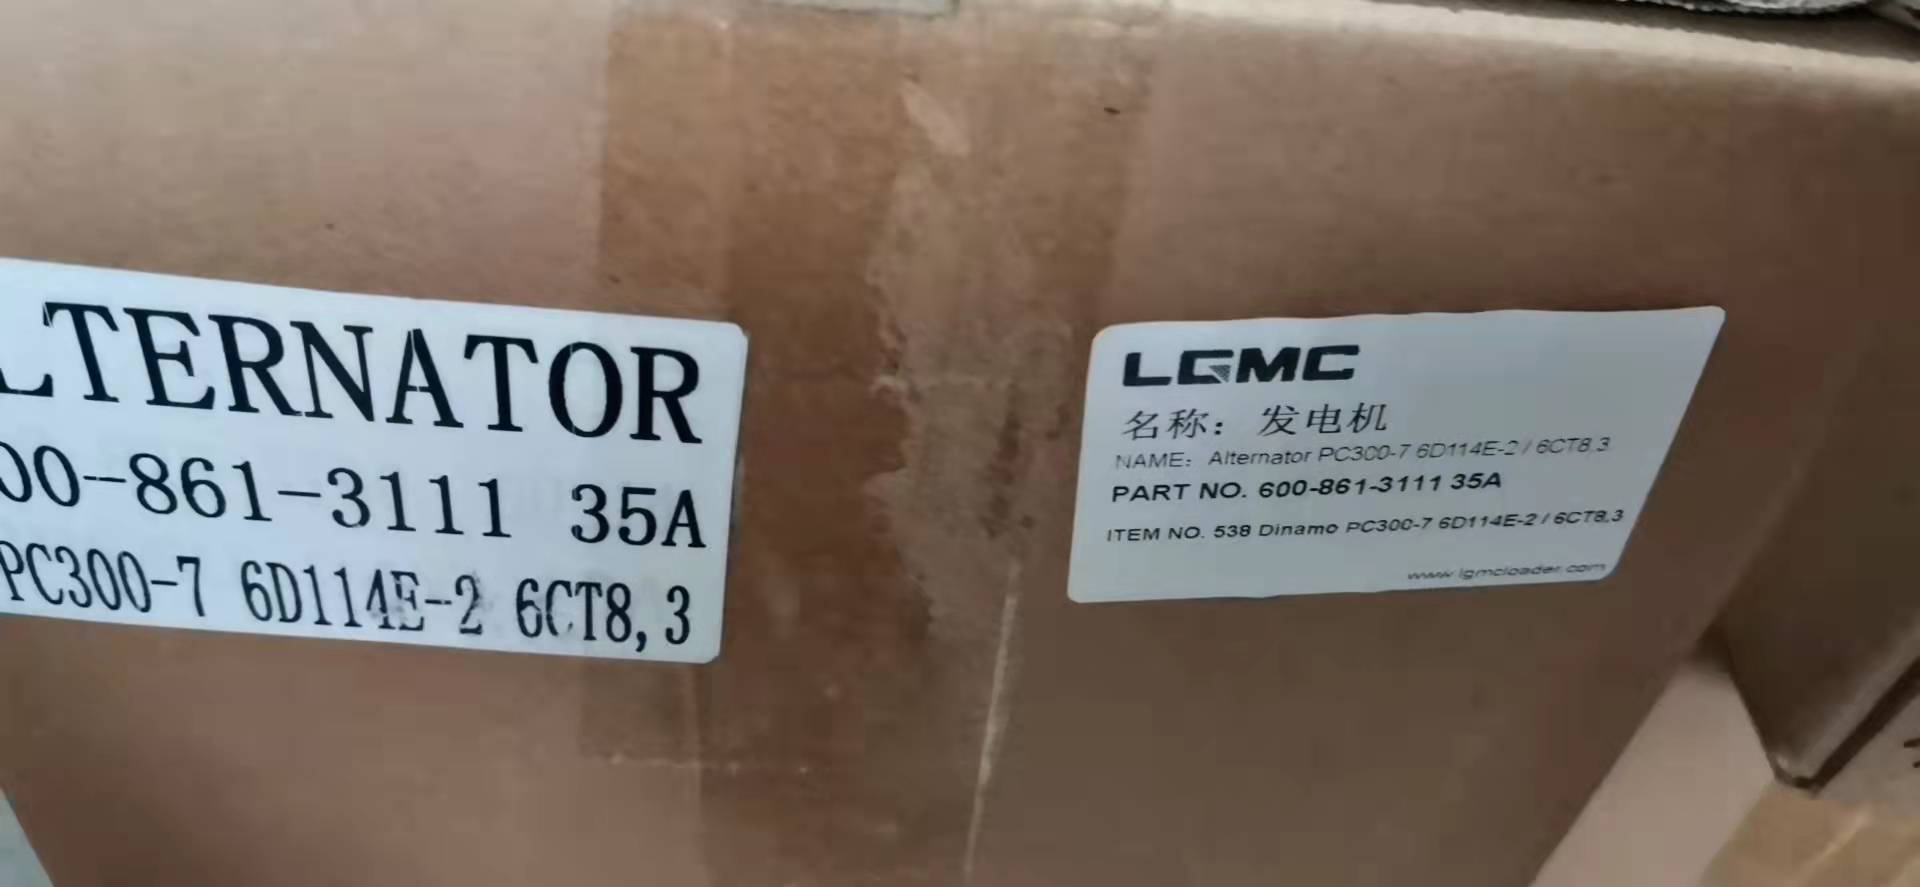 LTERNATOR
00-861-3111 35A
PC300-7 6D114E-2 6CT8,3
LGMC
名称：发电机
NAME: Alternator PC300-7 6D114E-2 / 6CT8,3
PART NO. 600-861-3111 35A
ITEM NO. 538 Dinamo PC300-7 6D114E-2 / 6CT8,3
www.lgmcloader.com